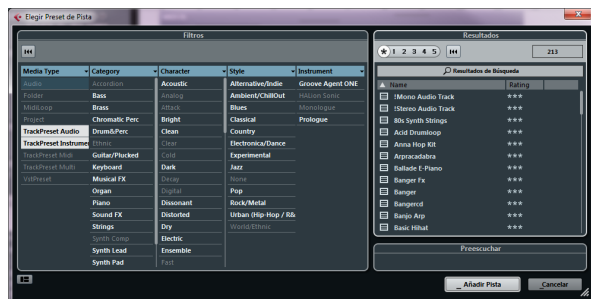 Elegir Preset de Pista
Filtros
Media Type Category Character Style Instrument
Audio Accordion Acoustic Alternative/Indie Groove Agent ONE
Folder Bass Analog Ambient/ChillOut HALion Sonic
MidiLoop Brass Attack Blues Monologue
Project Chromatic Perc Bright Classical Prologue
TrackPreset Audio Drum&Perc Clean Country
TrackPreset Instrumen Ethnic Clear Electronica/Dance
TrackPreset Midi Guitar/Plucked Cold Experimental
TrackPreset Multi Keyboard Dark Jazz
VstPreset Musical FX Decay None
Organ Digital Pop
Piano Dissonant Rock/Metal
Sound FX Distorted Urban (Hip-Hop / R&
Strings Dry World/Ethnic
Synth Comp Electric
Synth Lead Ensemble
Synth Pad Fast
Resultados
1 2 3 4 5 213
Resultados de Búsqueda
Name Rating
!Mono Audio Track ***
!Stereo Audio Track ***
80s Synth Strings ***
Acid Drumloop ***
Anna Hop Kit ***
Arpracadabra ***
Ballade E-Piano ***
Banger Fx ***
Banger ***
Bangercd ***
Banjo Arp ***
Basic Hihat ***
Preescuchar
_ Añadir Pista
Cancelar